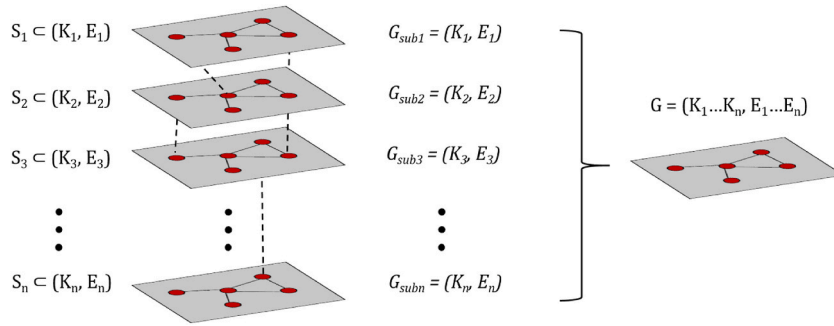 S₁ ⊂ (K₁, E₁)
G_sub1 = (K₁, E₁)
S₂ ⊂ (K₂, E₂)
G_sub2 = (K₂, E₂)
G = (K₁...Kₙ, E₁...Eₙ)
S₃ ⊂ (K₃, E₃)
G_sub3 = (K₃, E₃)
Sₙ ⊂ (Kₙ, Eₙ)
G_subn = (Kₙ, Eₙ)